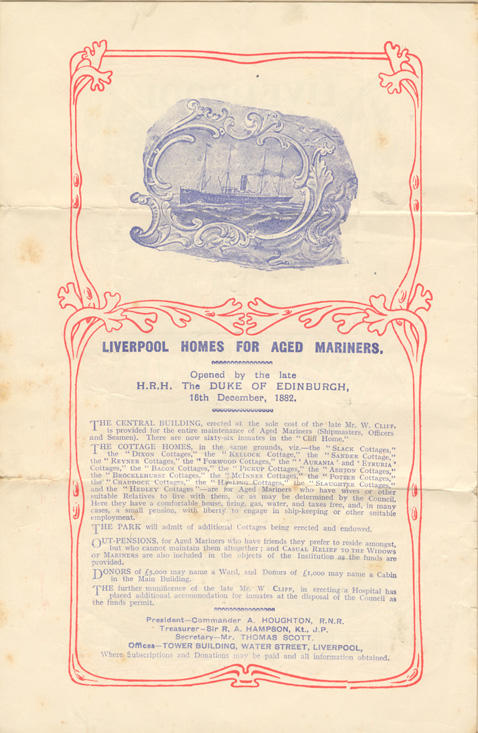 LIVERPOOL HOMES FOR AGED MARINERS.
Opened by the late
H.R.H. The DUKE OF EDINBURGH,
16th December, 1882.
THE CENTRAL BUILDING, erected at the sole cost of the late Mr. W. CLIFF,
is provided for the entire maintenance of Aged Mariners (Shipmasters, Officers
and Seamen). There are now sixty-six inmates in the "Cliff Home."
THE COTTAGE HOMES, in the same grounds, viz.—the "SLACK Cottages,"
the "DIXON Cottages," the "KELLOCK Cottage," the "SANDER Cottage,"
the "REYNER Cottages," the "FORWOOD Cottages," the "'AURANIA' and 'ETRURIA'
Cottages," the "BACON Cottages," the "PICKUP Cottages," the Cottages," the
"BROCKLEHURST Cottages," the "MCINNES Cottages," the "POTTER Cottages,"
the "CHADDOCK Cottages," the Cottages," the "SLAUGHTER Cottages,"
and the "HEDLEY Cottages"—are for Aged Mariners who have wives or other
suitable Relatives to live with them, or as may be determined by the Council.
Here they have a comfortable house, firing, gas, water, and taxes free, and, in many
cases, a small pension, with liberty to engage in ship-keeping or other suitable
employment.
THE PARK will admit of additional Cottages being erected and endowed.
OUT-PENSIONS, for Aged Mariners who have friends they prefer to reside amongst,
but who cannot maintain them altogether; and CASUAL RELIEF TO THE WIDOWS
OF MARINERS are also included in the objects of the Institution as the funds are
provided.
DONORS of £5,000 may name a Ward, and Donors of £1,000 may name a Cabin
in the Main Building.
THE further munificence of the late Mr. W CLIFF, in erecting a Hospital has
placed additional accommodation for inmates at the disposal of the Council as
the funds permit.
President—Commander A. HOUGHTON, R.N.R.
Treasurer—Sir R. A. HAMPSON, Kt., J.P.
Secretary—Mr. THOMAS SCOTT.
Offices—TOWER BUILDING, WATER STREET, LIVERPOOL,
Where Subscriptions and Donations may be paid and all information obtained.